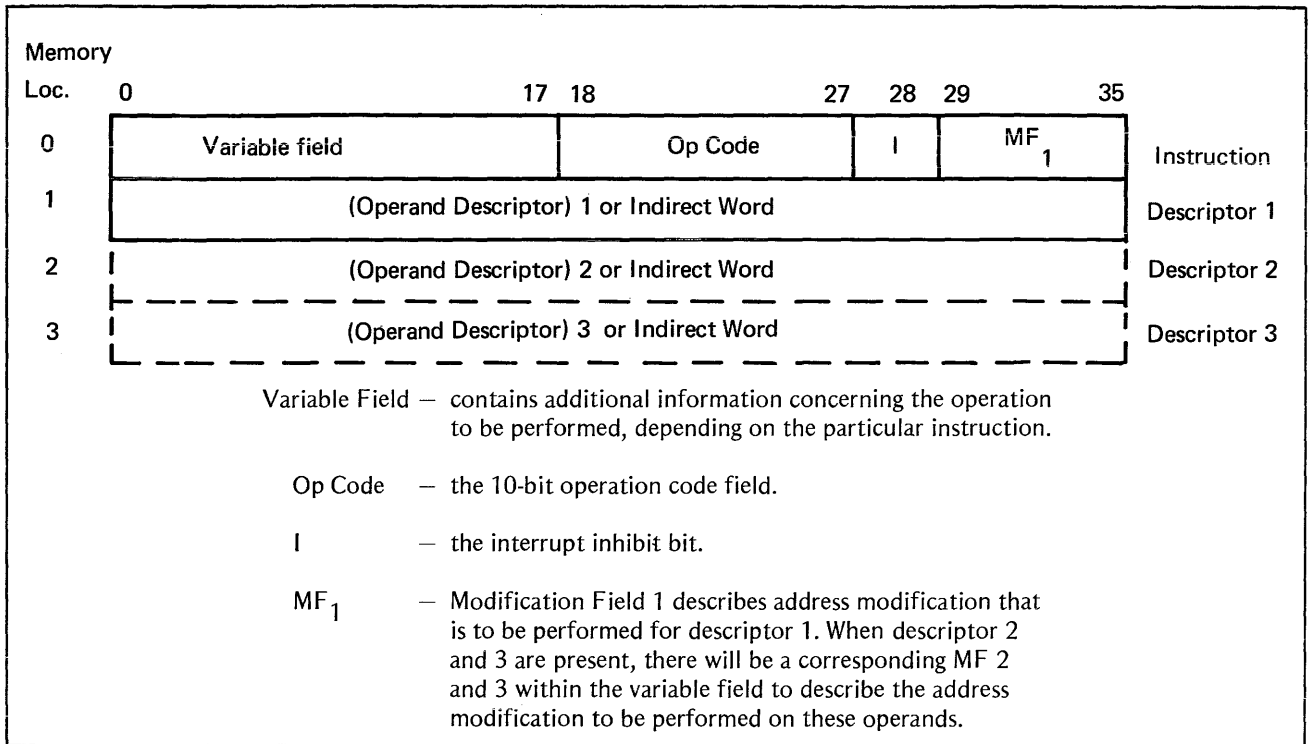 Memory
Loc. 0 17 18 27 28 29 35
0 Variable field Op Code I MF1 Instruction
1 (Operand Descriptor) 1 or Indirect Word Descriptor 1
2 (Operand Descriptor) 2 or Indirect Word Descriptor 2
3 (Operand Descriptor) 3 or Indirect Word Descriptor 3
Variable Field — contains additional information concerning the operation
to be performed, depending on the particular instruction.
Op Code — the 10-bit operation code field.
I — the interrupt inhibit bit.
MF1 — Modification Field 1 describes address modification that
is to be performed for descriptor 1. When descriptor 2
and 3 are present, there will be a corresponding MF 2
and 3 within the variable field to describe the address
modification to be performed on these operands.